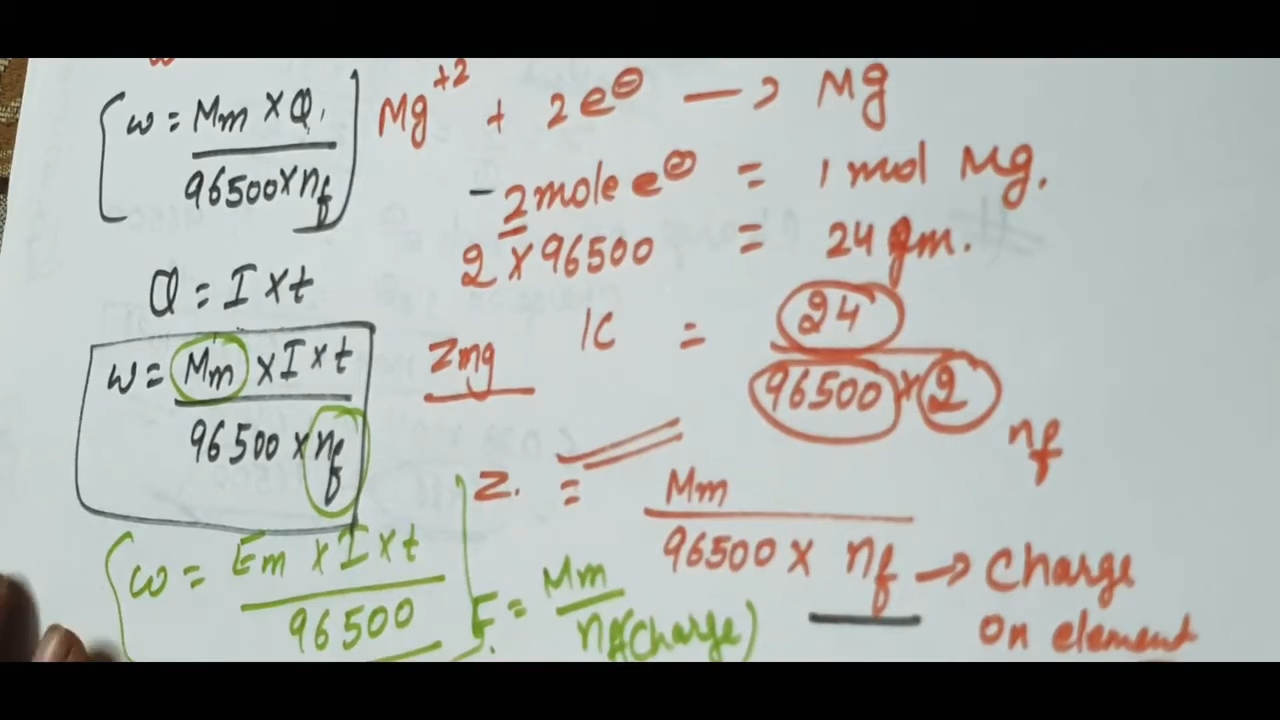 Mg+2 + 2e⊖ → Mg
w = Mm × Q
96500 × nf
-2 mole e⊖ = 1 mol Mg.
2 × 96500 = 24 gm.
Q = I × t
Zmg 1C = 24
96500 × 2
nf
w = Mm × I × t
96500 × nf
Z. = Mm
96500 × nf → Charge
On element
w = Em × I × t
96500
E = Mm
nf(Charge)